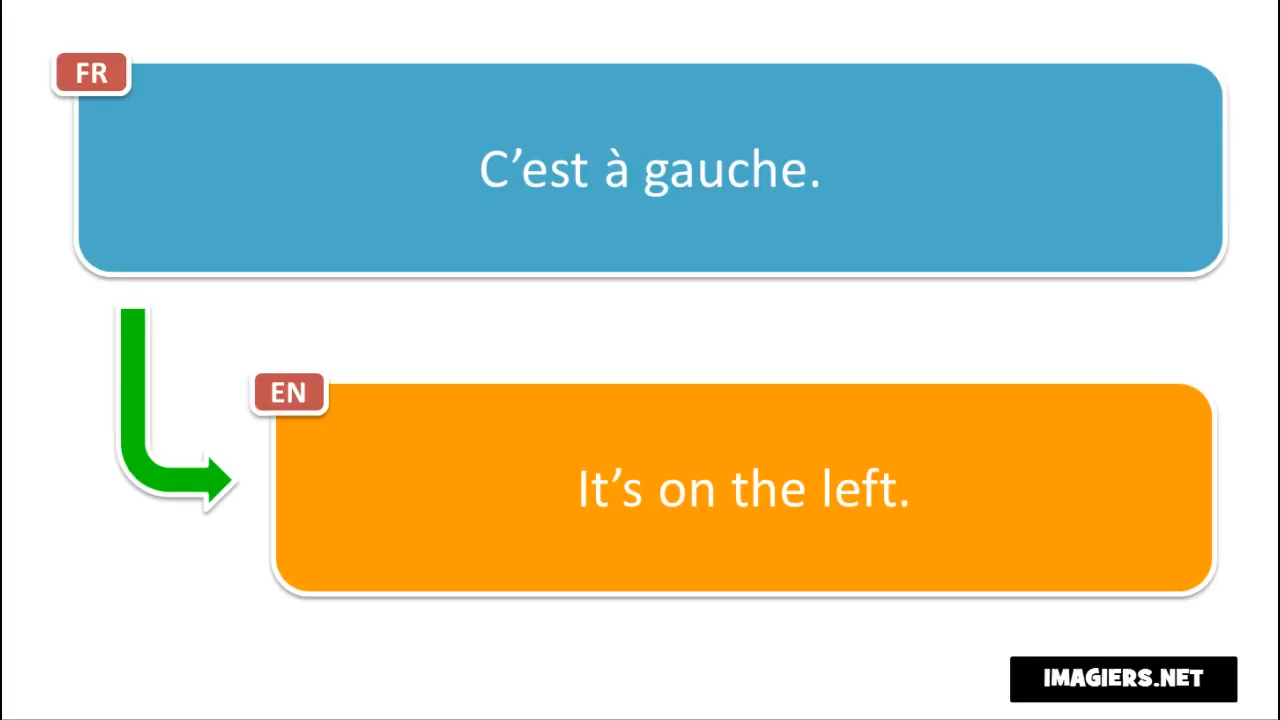 FR
C’est à gauche.
EN
It’s on the left.
IMAGIERS.NET